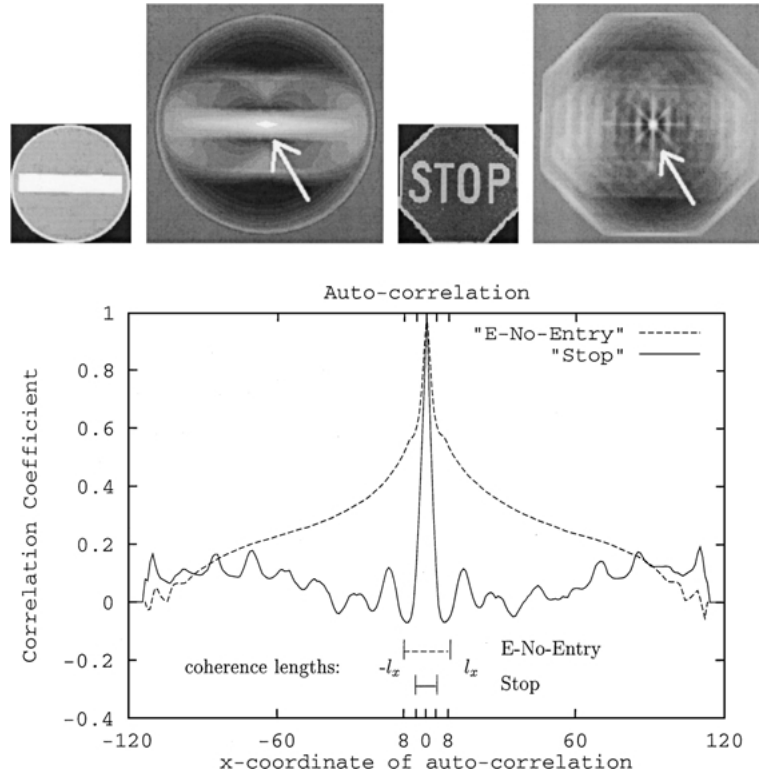 STOP
Auto-correlation
1
0.8
0.6
0.4
0.2
0
-0.2
-0.4
Correlation Coefficient
"E-No-Entry"
"Stop"
coherence lengths:
-lₓ
lₓ
E-No-Entry
Stop
-120
-60
8 0 8
60
120
x-coordinate of auto-correlation